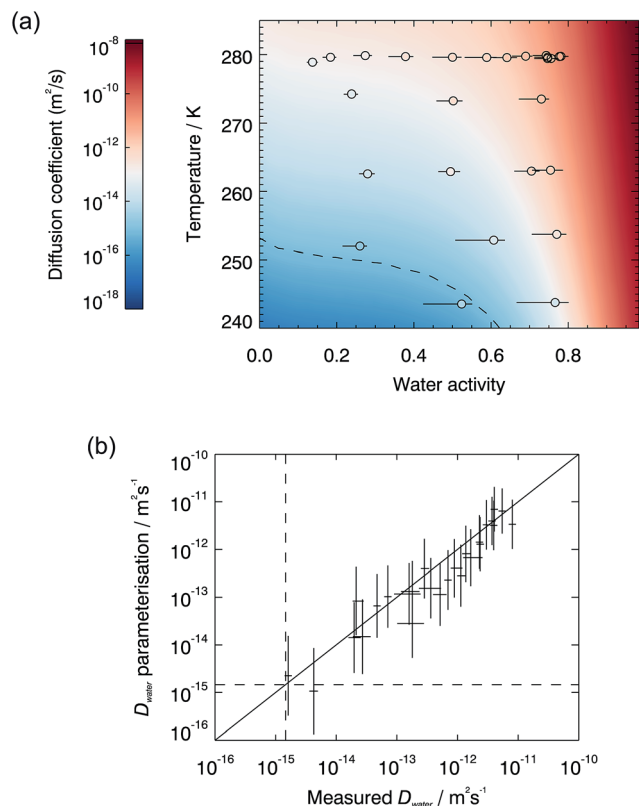 (a)
Diffusion coefficient (m²/s)
10⁻⁸
10⁻¹⁰
10⁻¹²
10⁻¹⁴
10⁻¹⁶
10⁻¹⁸
Temperature / K
280
270
260
250
240
0.0 0.2 0.4 0.6 0.8
Water activity
(b)
D_water parameterisation / m²s⁻¹
10⁻¹⁰
10⁻¹¹
10⁻¹²
10⁻¹³
10⁻¹⁴
10⁻¹⁵
10⁻¹⁶
10⁻¹⁶ 10⁻¹⁵ 10⁻¹⁴ 10⁻¹³ 10⁻¹² 10⁻¹¹ 10⁻¹⁰
Measured D_water / m²s⁻¹